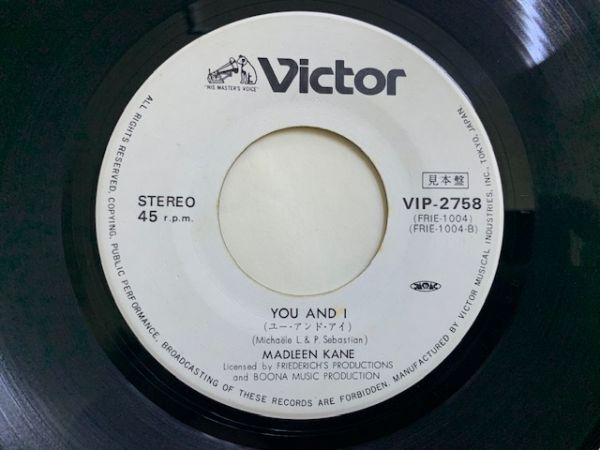 Victor
"HIS MASTER'S VOICE"
見本盤
STEREO
45 r.p.m.
VIP-2758
(FRIE-1004)
(FRIE-1004-B)
YOU AND I
(ユー・アンド・アイ)
(Michaële L. & P. Sebastian)
MADLEEN KANE
Licensed by FRIEDERICH'S PRODUCTIONS
and BOONA MUSIC PRODUCTION
ALL RIGHTS RESERVED. COPYING, PUBLIC PERFORMANCE, BROADCASTING OF THESE RECORDS ARE FORBIDDEN. MANUFACTURED BY VICTOR MUSICAL INDUSTRIES, INC., TOKYO, JAPAN.